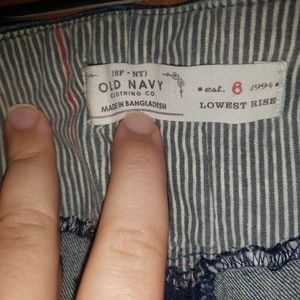 (SF • NY)
OLD NAVY
CLOTHING CO.
MADE IN BANGLADESH
• est. 6 1994 •
LOWEST RISE